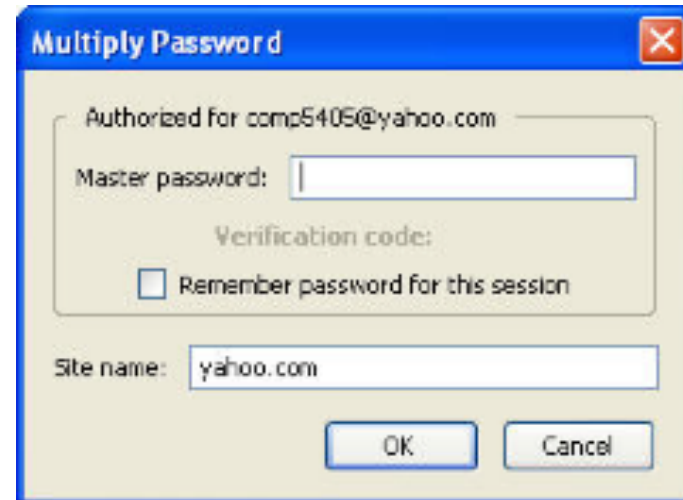 Multiply Password
Authorized for comp5405@yahoo.com
Master password:
Verification code:
Remember password for this session
Site name: yahoo.com
OK Cancel